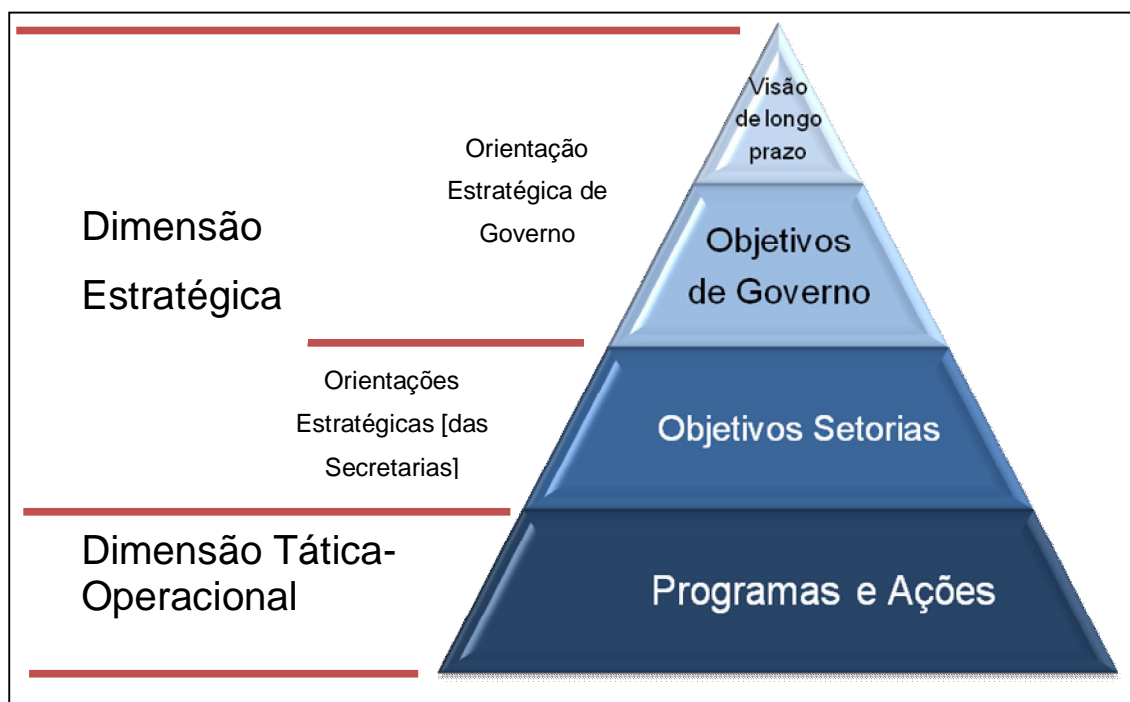 Visão
de longo
prazo
Orientação
Estratégica de
Governo
Dimensão
Estratégica
Objetivos
de Governo
Orientações
Estratégicas [das
Secretarias]
Objetivos Setorias
Dimensão Tática-
Operacional
Programas e Ações